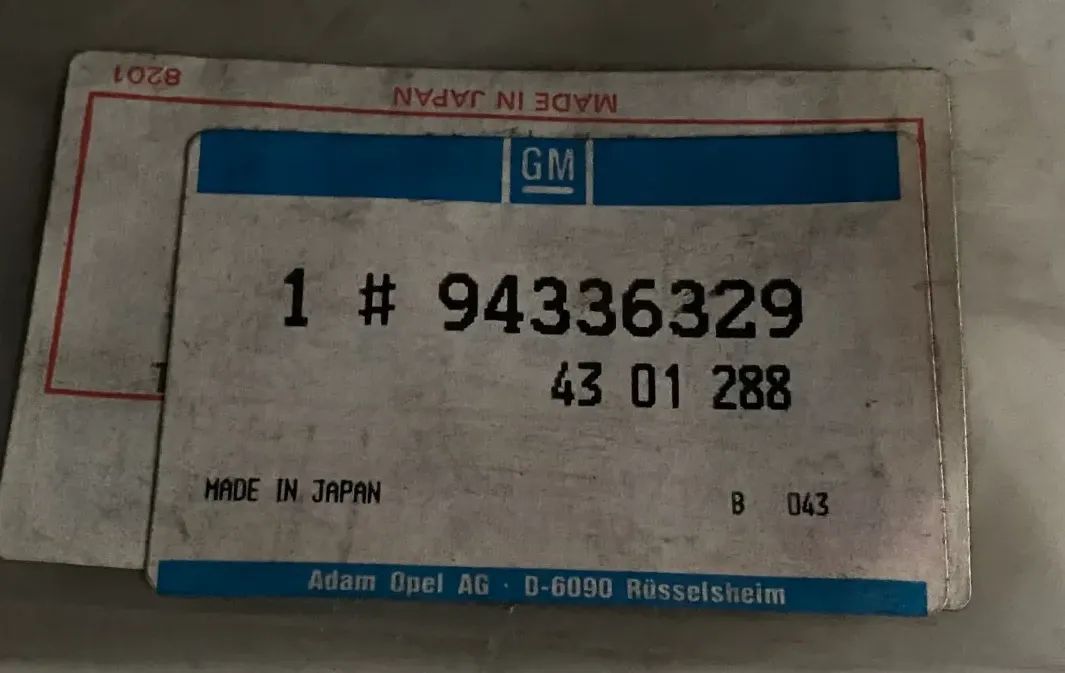 8201
MADE IN JAPAN
GM
1 # 94336329
43 01 288
MADE IN JAPAN B 043
Adam Opel AG · D-6090 Rüsselsheim